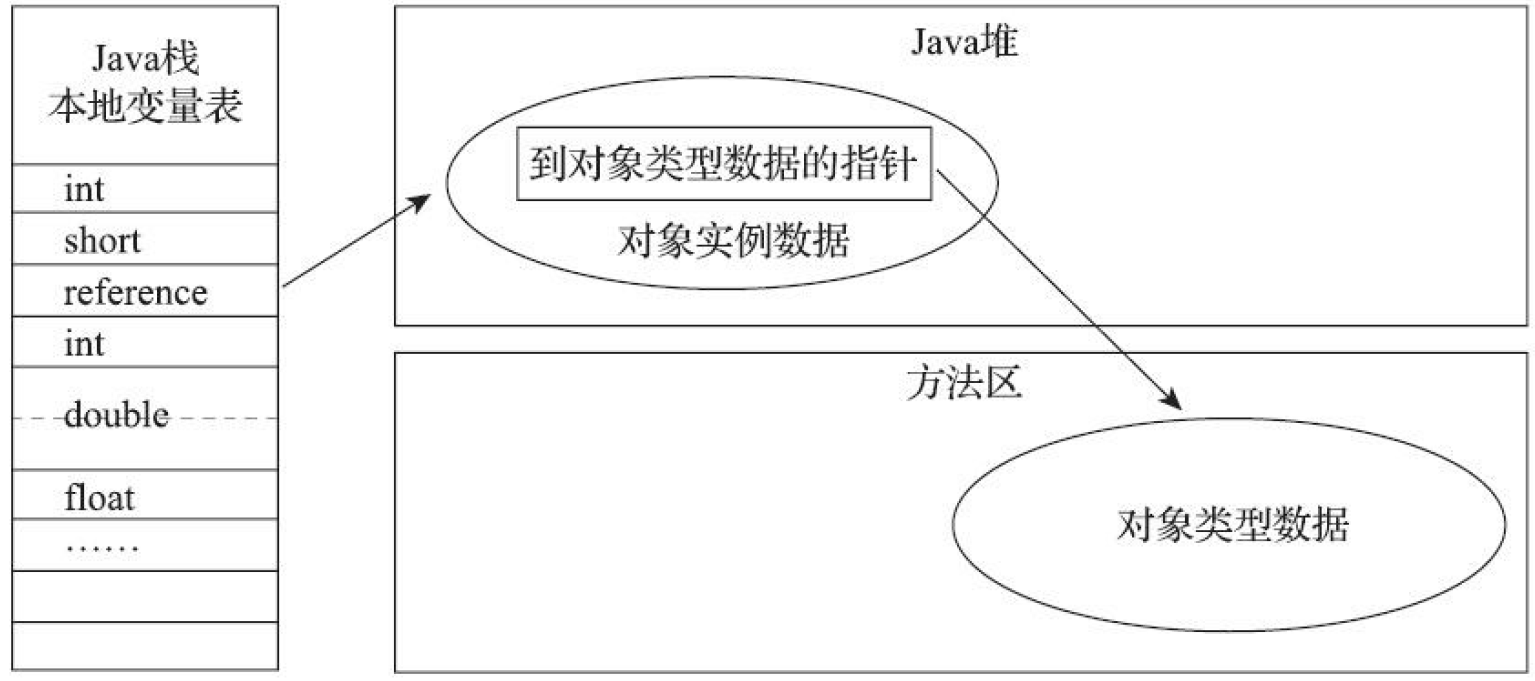 Java栈
本地变量表
int
short
reference
int
double
float
……
Java堆
到对象类型数据的指针
对象实例数据
方法区
对象类型数据